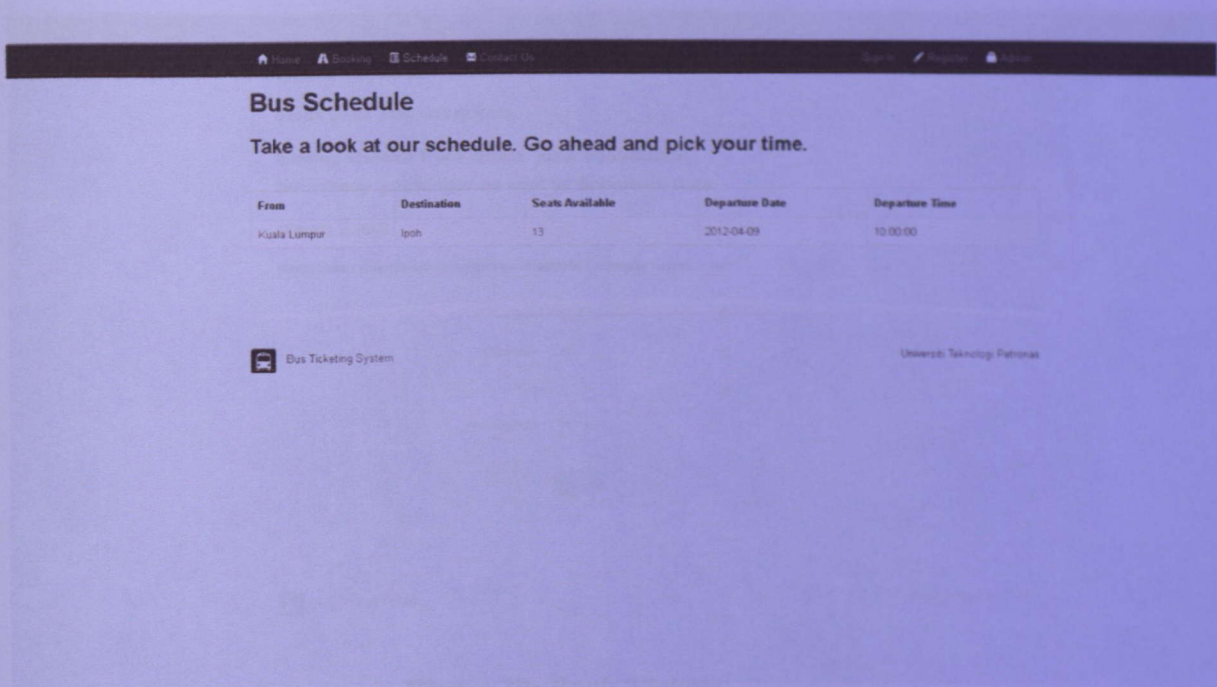 Home Booking Schedule Contact Us Sign In Register Admin
Bus Schedule
Take a look at our schedule. Go ahead and pick your time.
From Destination Seats Available Departure Date Departure Time
Kuala Lumpur Ipoh 13 2012-04-09 10:00:00
Bus Ticketing System Universiti Teknologi Petronas